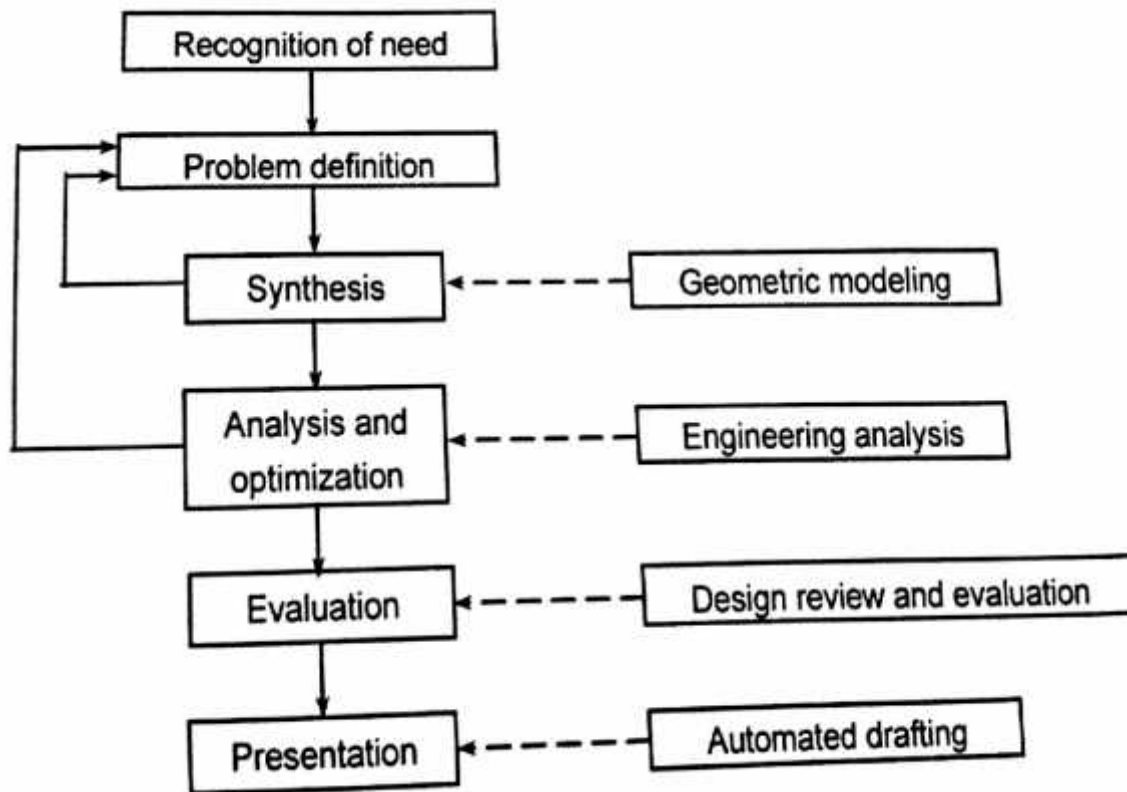 Recognition of need
Problem definition
Synthesis
Geometric modeling
Analysis and
optimization
Engineering analysis
Evaluation
Design review and evaluation
Presentation
Automated drafting